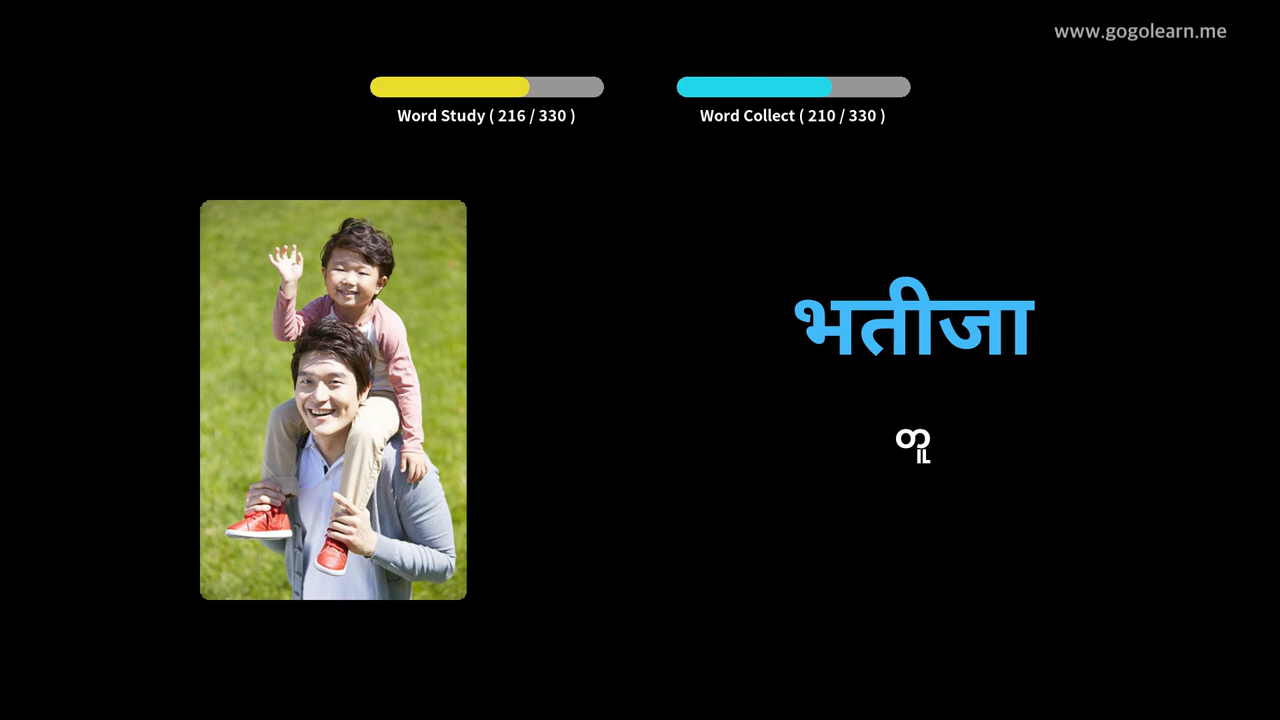 www.gogolearn.me
Word Study ( 216 / 330 )
Word Collect ( 210 / 330 )
भतीजा
တူ